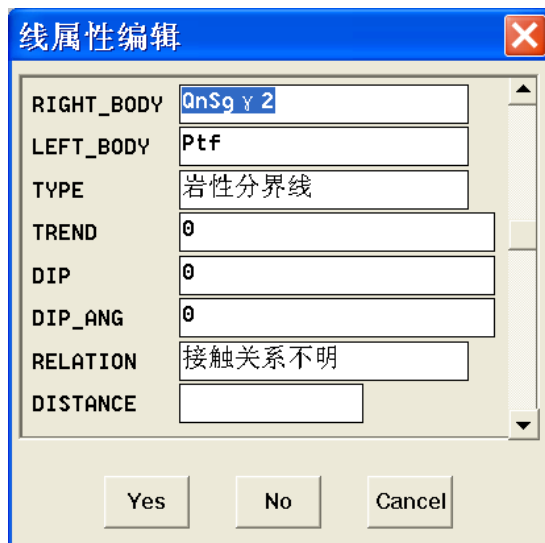 线属性编辑
RIGHT_BODY QnSgγ2
LEFT_BODY Ptf
TYPE 岩性分界线
TREND 0
DIP 0
DIP_ANG 0
RELATION 接触关系不明
DISTANCE
Yes No Cancel